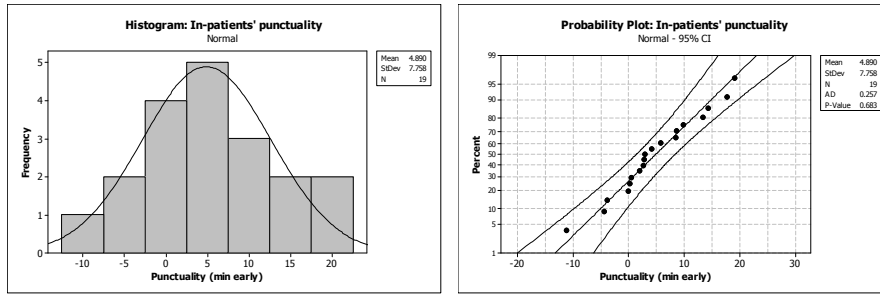 Histogram: In-patients' punctuality
Normal
Mean 4.890
StDev 7.758
N 19
5
4
3
2
1
0
Frequency
-10 -5 0 5 10 15 20
Punctuality (min early)
Probability Plot: In-patients' punctuality
Normal - 95% CI
Mean 4.890
StDev 7.758
N 19
AD 0.257
P-Value 0.683
99
95
90
80
70
60
50
40
30
20
10
5
1
Percent
-20 -10 0 10 20 30
Punctuality (min early)